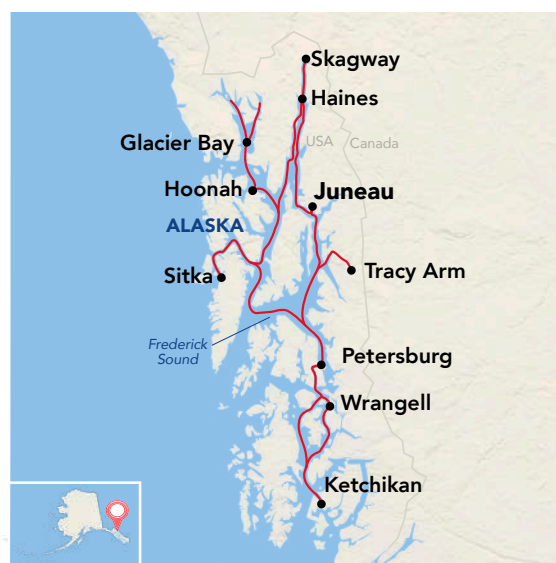 Skagway
Haines
USA
Canada
Glacier Bay
Hoonah
Juneau
ALASKA
Sitka
Tracy Arm
Frederick
Sound
Petersburg
Wrangell
Ketchikan